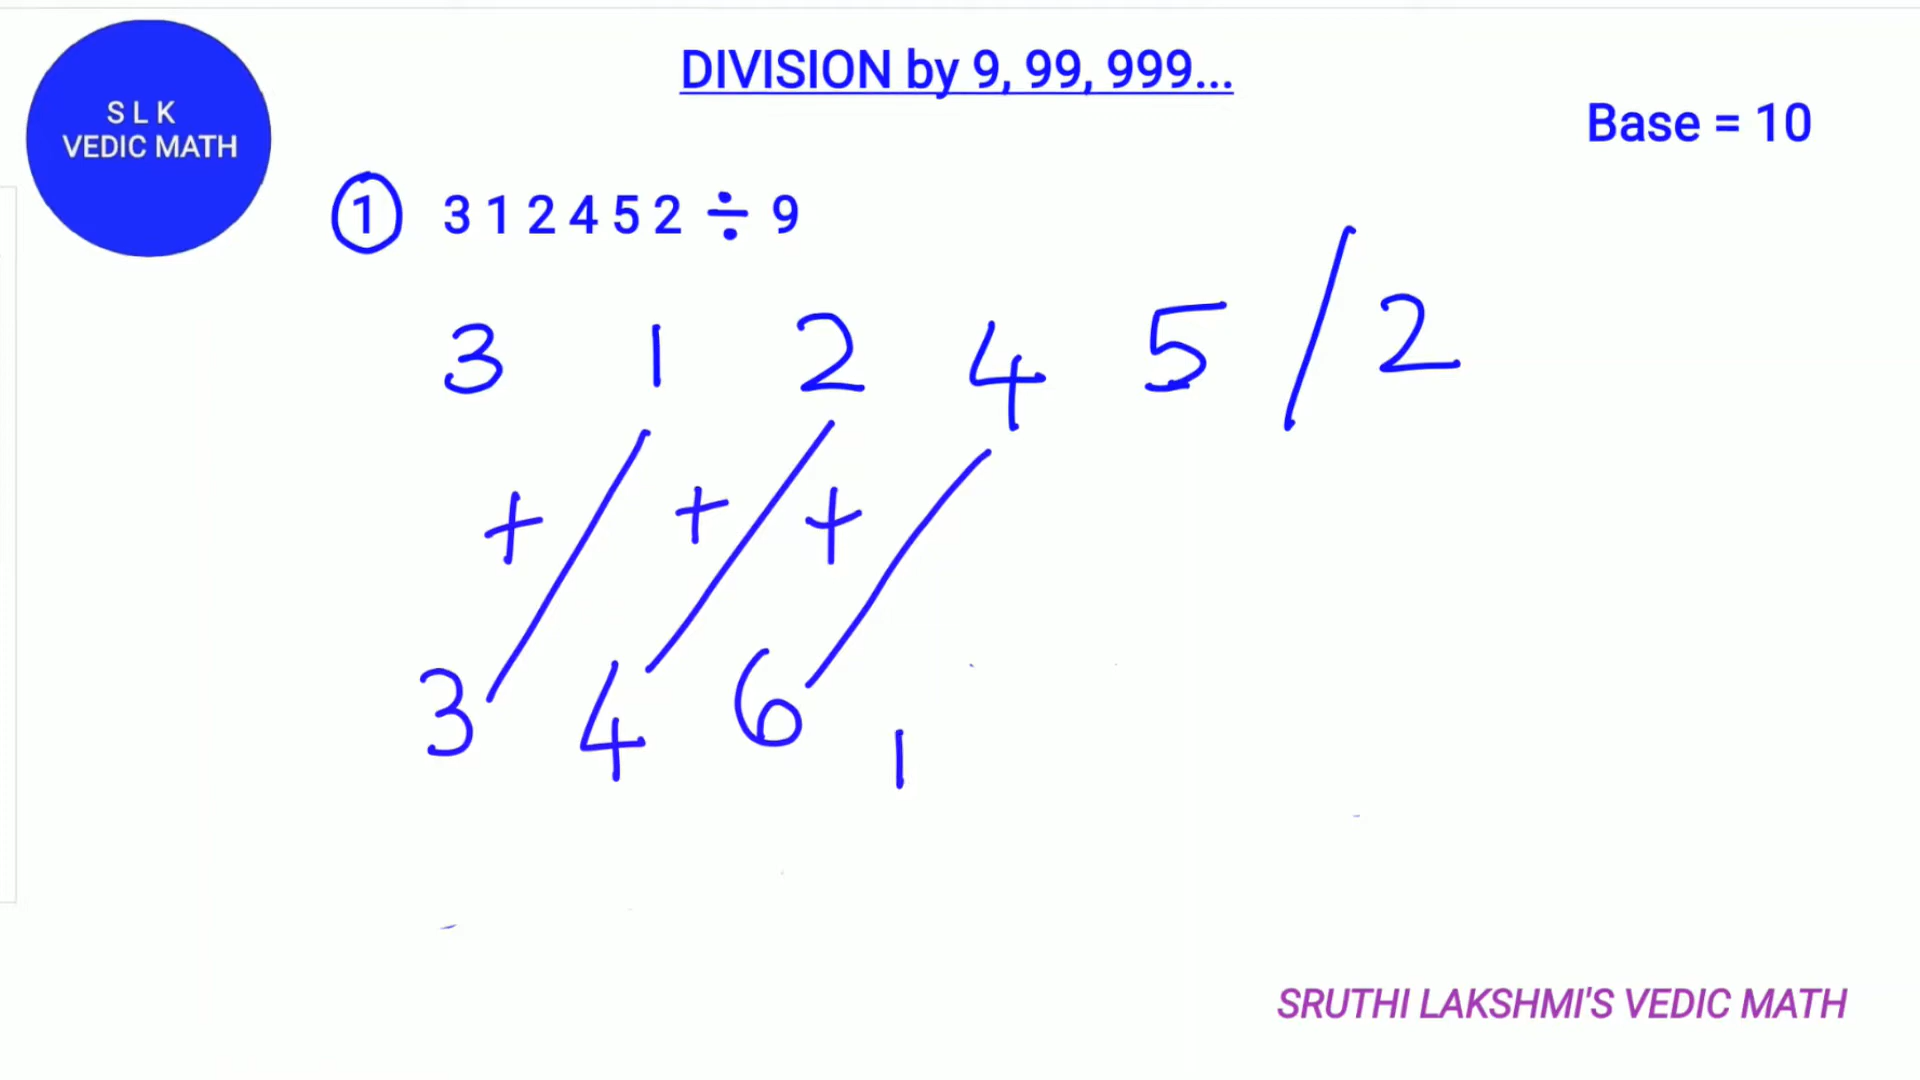 DIVISION by 9, 99, 999...
S L K
VEDIC MATH
Base = 10
1 3 1 2 4 5 2 ÷ 9
3 1 2 4 5 / 2
+ + +
3 4 6 1
SRUTHI LAKSHMI'S VEDIC MATH